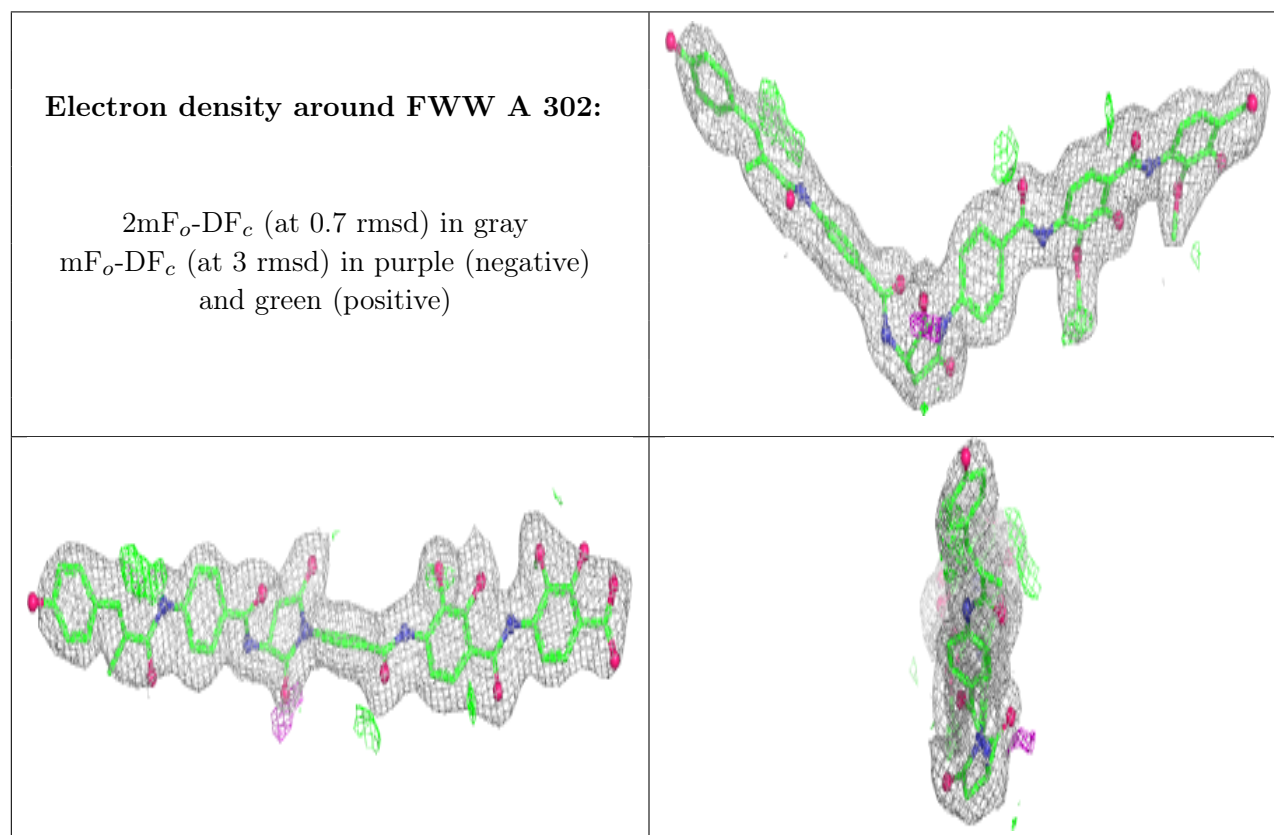 Electron density around FWW A 302:
2mFo-DFc (at 0.7 rmsd) in gray
mFo-DFc (at 3 rmsd) in purple (negative)
and green (positive)